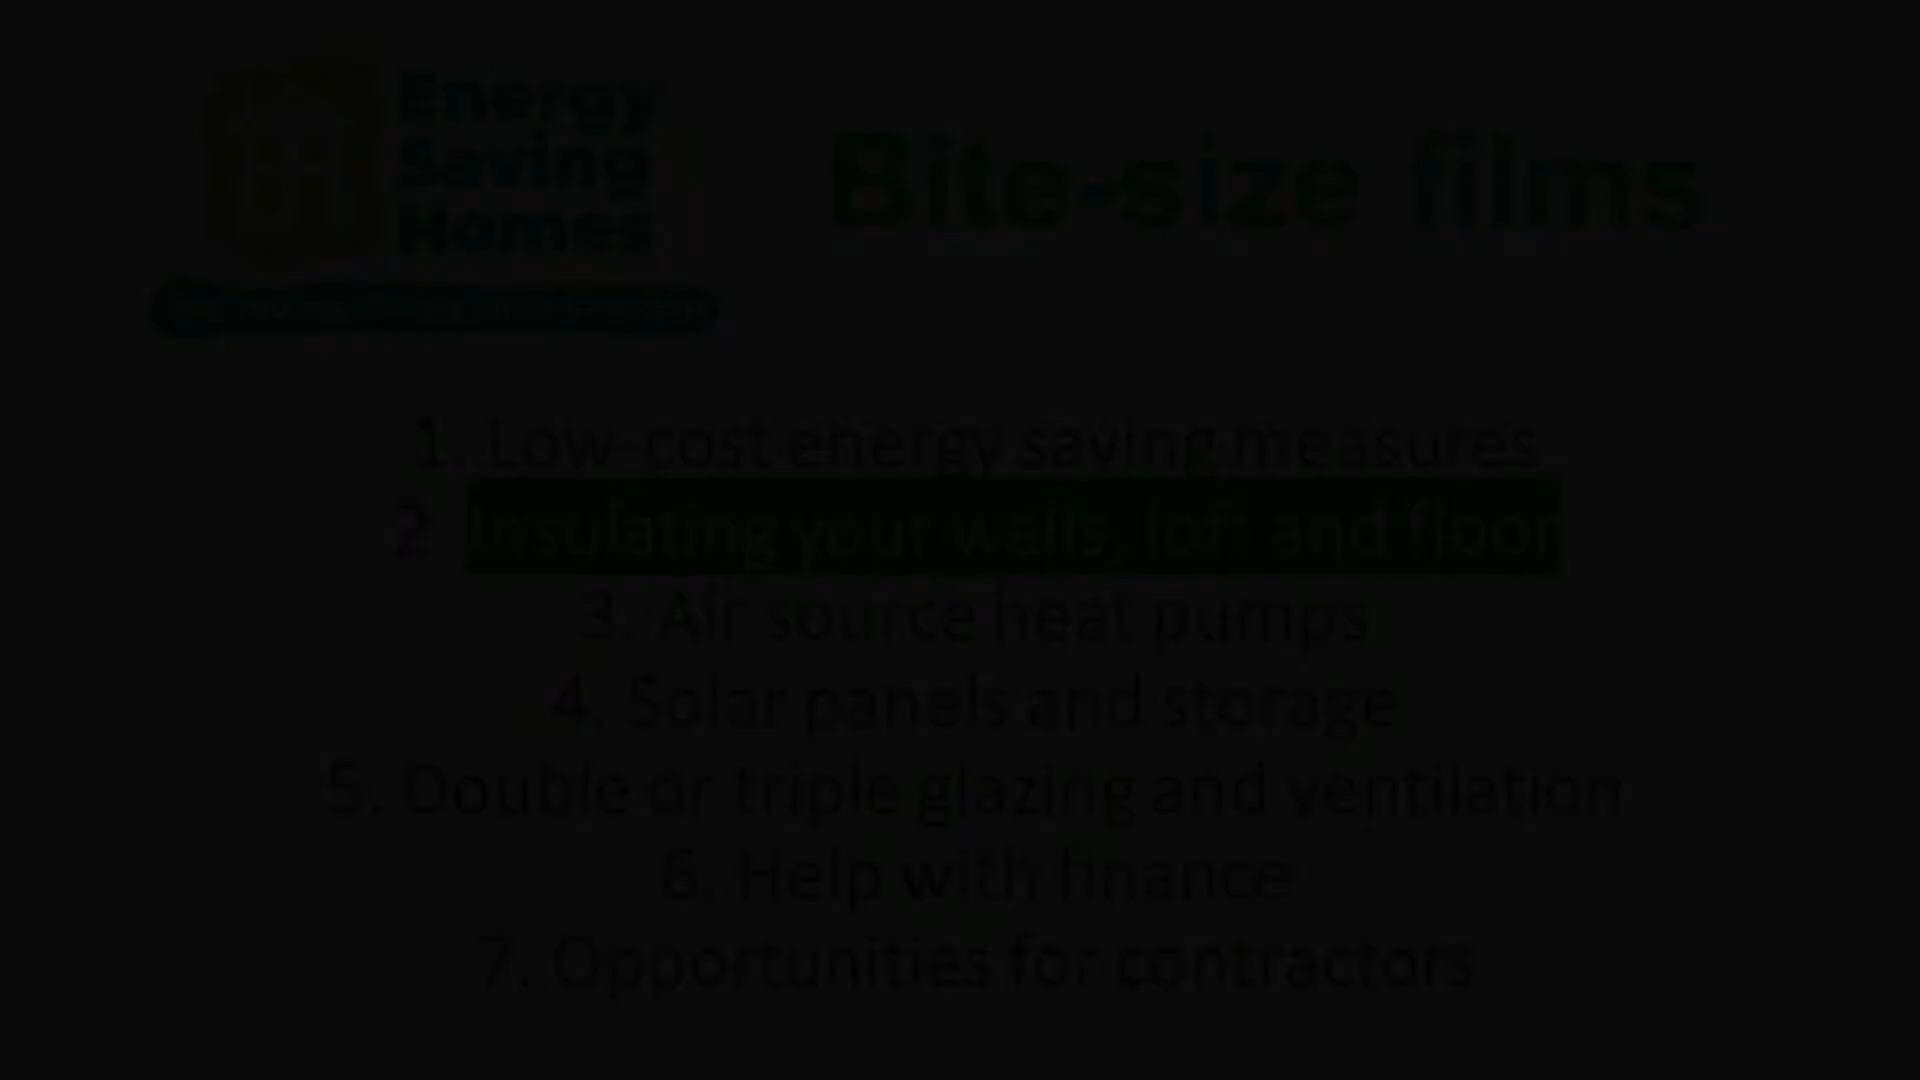 Energy
Saving
Homes
Bite-size films
1. Low-cost energy saving measures
2. Insulating your walls, loft and floor
3. Air source heat pumps
4. Solar panels and storage
5. Double or triple glazing and ventilation
6. Help with finance
7. Opportunities for contractors